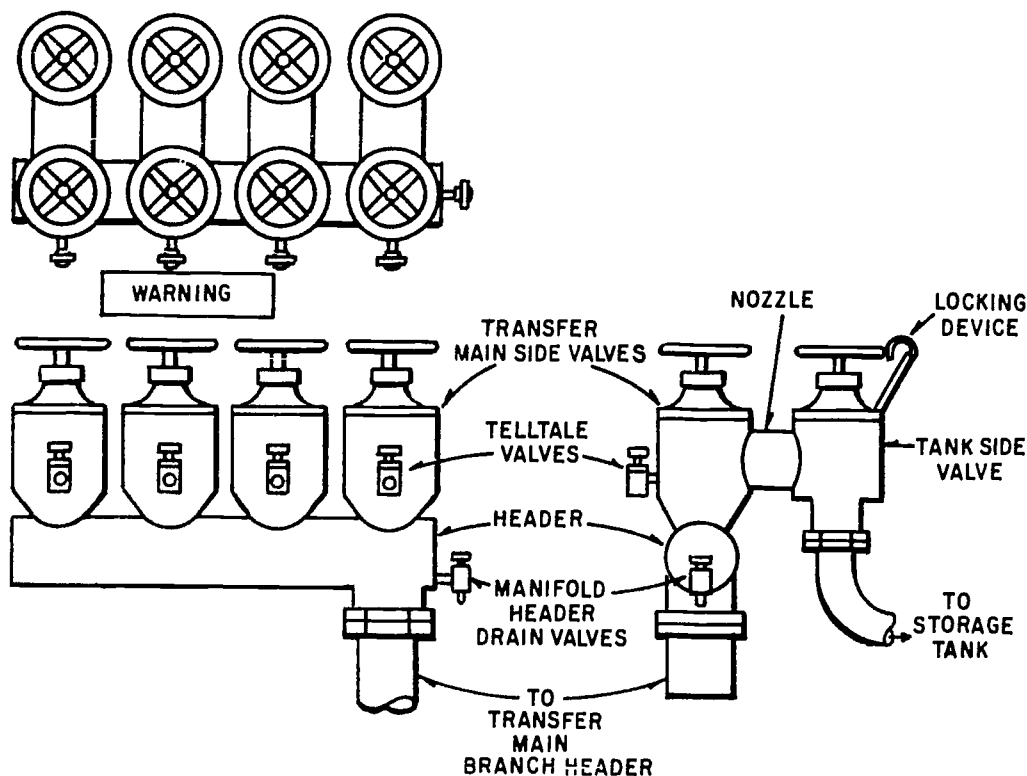 WARNING
TRANSFER
MAIN SIDE VALVES
NOZZLE
LOCKING
DEVICE
TELLTALE
VALVES
TANK SIDE
VALVE
HEADER
MANIFOLD
HEADER
DRAIN VALVES
TO
STORAGE
TANK
TO
TRANSFER
MAIN
BRANCH HEADER